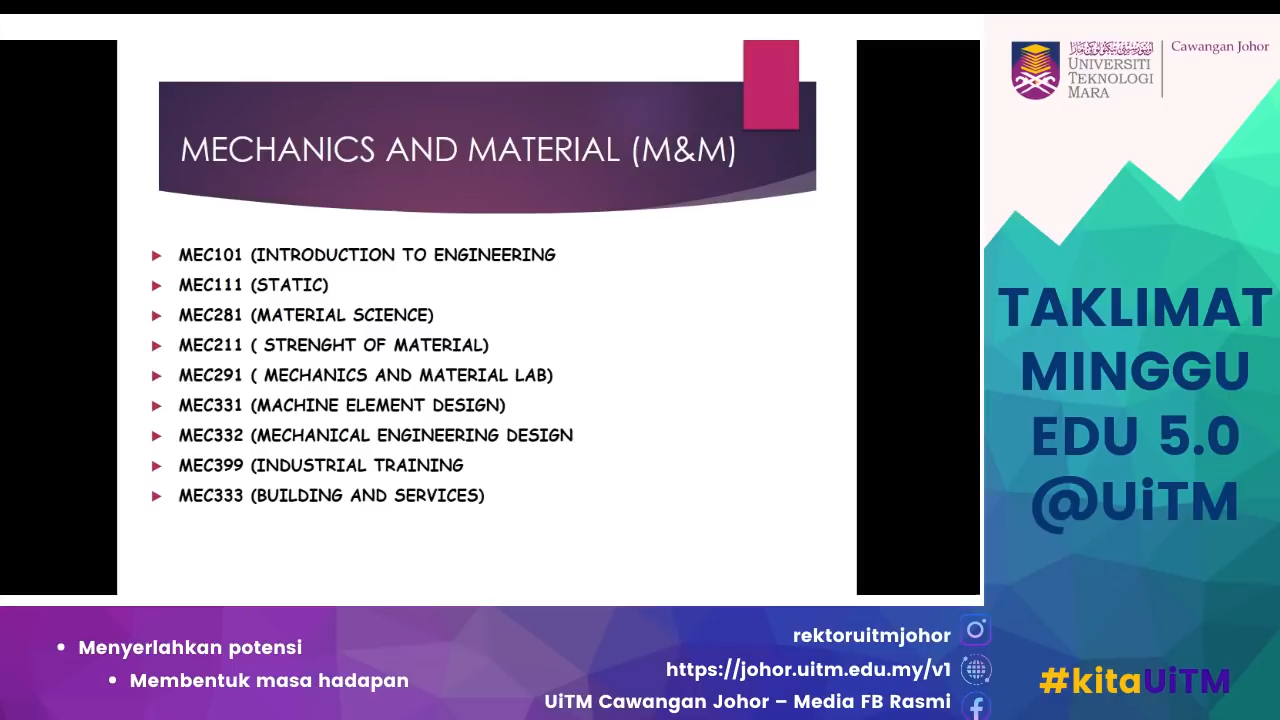 MECHANICS AND MATERIAL (M&M)
MEC101 (INTRODUCTION TO ENGINEERING
MEC111 (STATIC)
MEC281 (MATERIAL SCIENCE)
MEC211 ( STRENGHT OF MATERIAL)
MEC291 ( MECHANICS AND MATERIAL LAB)
MEC331 (MACHINE ELEMENT DESIGN)
MEC332 (MECHANICAL ENGINEERING DESIGN
MEC399 (INDUSTRIAL TRAINING
MEC333 (BUILDING AND SERVICES)
UNIVERSITI
TEKNOLOGI
MARA
Cawangan Johor
TAKLIMAT
MINGGU
EDU 5.0
@UiTM
#kitaUiTM
• Menyerlahkan potensi
• Membentuk masa hadapan
rektoruitmjohor
https://johor.uitm.edu.my/v1
UiTM Cawangan Johor – Media FB Rasmi